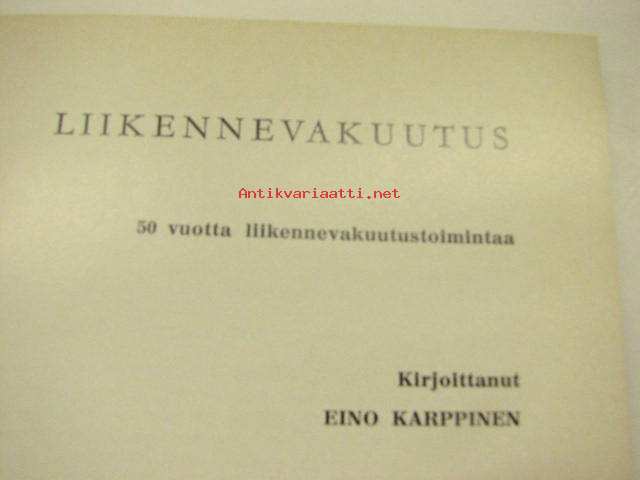 LIIKENNEVAKUUTUS
Antikvariaatti.net
50 vuotta liikennevakuutustoimintaa
Kirjoittanut
EINO KARPPINEN